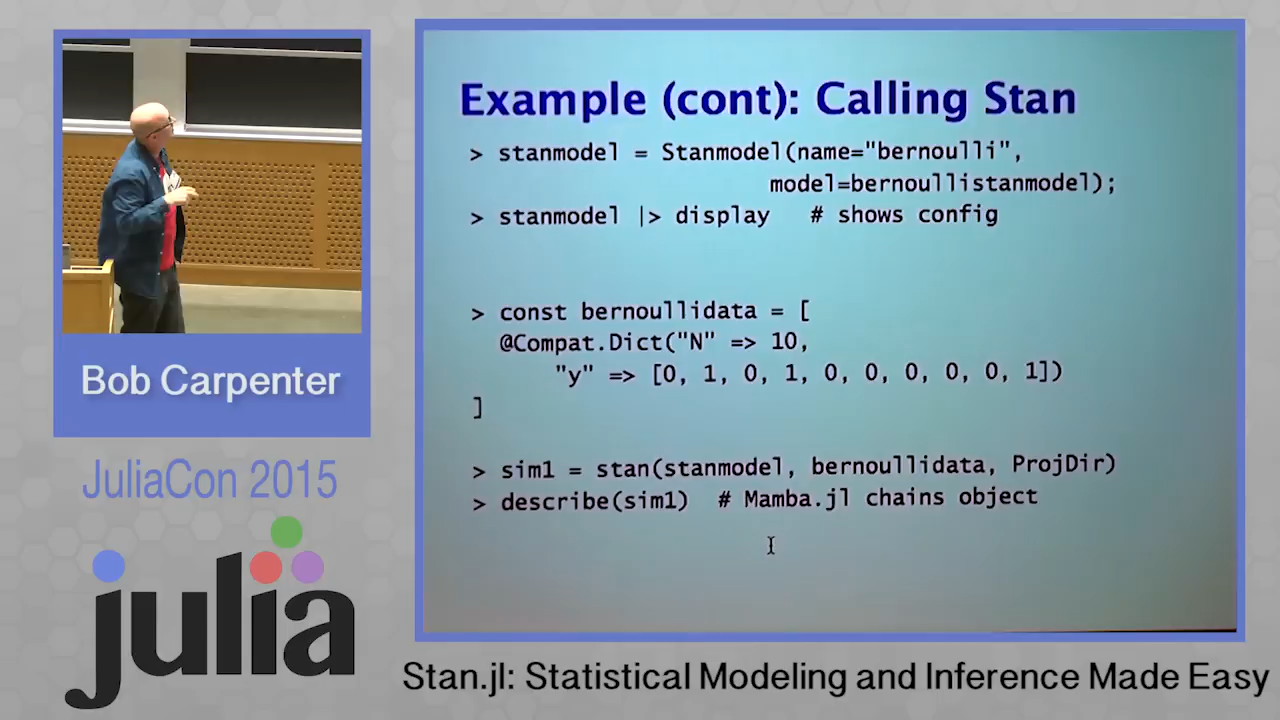 Example (cont): Calling Stan
> stanmodel = Stanmodel(name="bernoulli",
model=bernoullistanmodel);
> stanmodel |> display # shows config
> const bernoullidata = [
@Compat.Dict("N" => 10,
"y" => [0, 1, 0, 1, 0, 0, 0, 0, 0, 1])
]
> sim1 = stan(stanmodel, bernoullidata, ProjDir)
> describe(sim1) # Mamba.jl chains object
Bob Carpenter
JuliaCon 2015
julia
Stan.jl: Statistical Modeling and Inference Made Easy